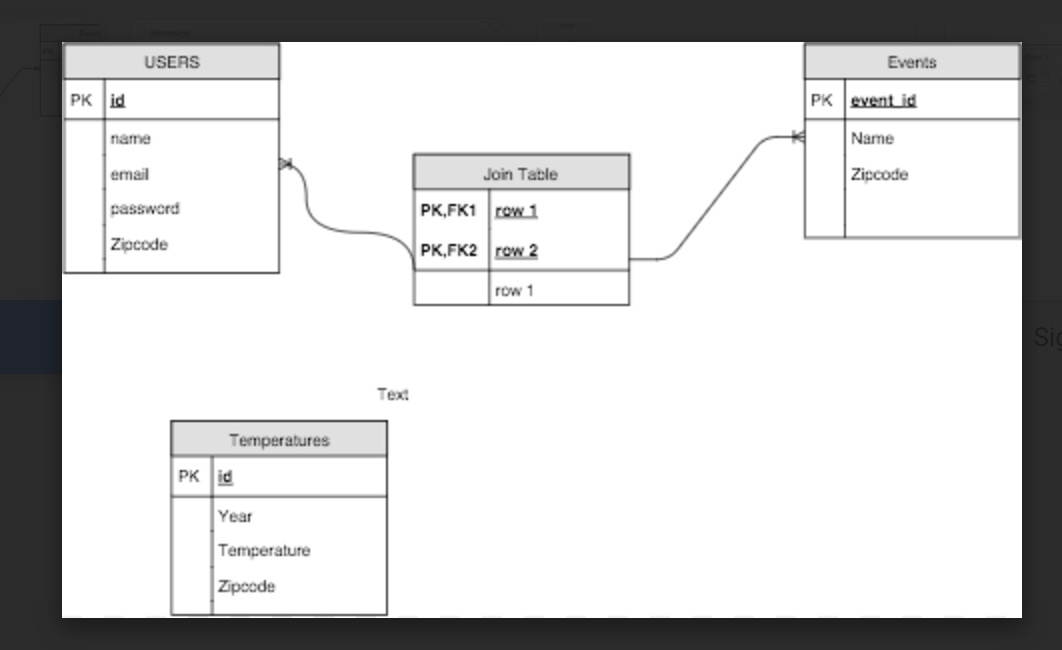 USERS
PK id
name
email
password
Zipcode
Join Table
PK,FK1 row 1
PK,FK2 row 2
row 1
Events
PK event_id
Name
Zipcode
Text
Temperatures
PK id
Year
Temperature
Zipcode
Sig